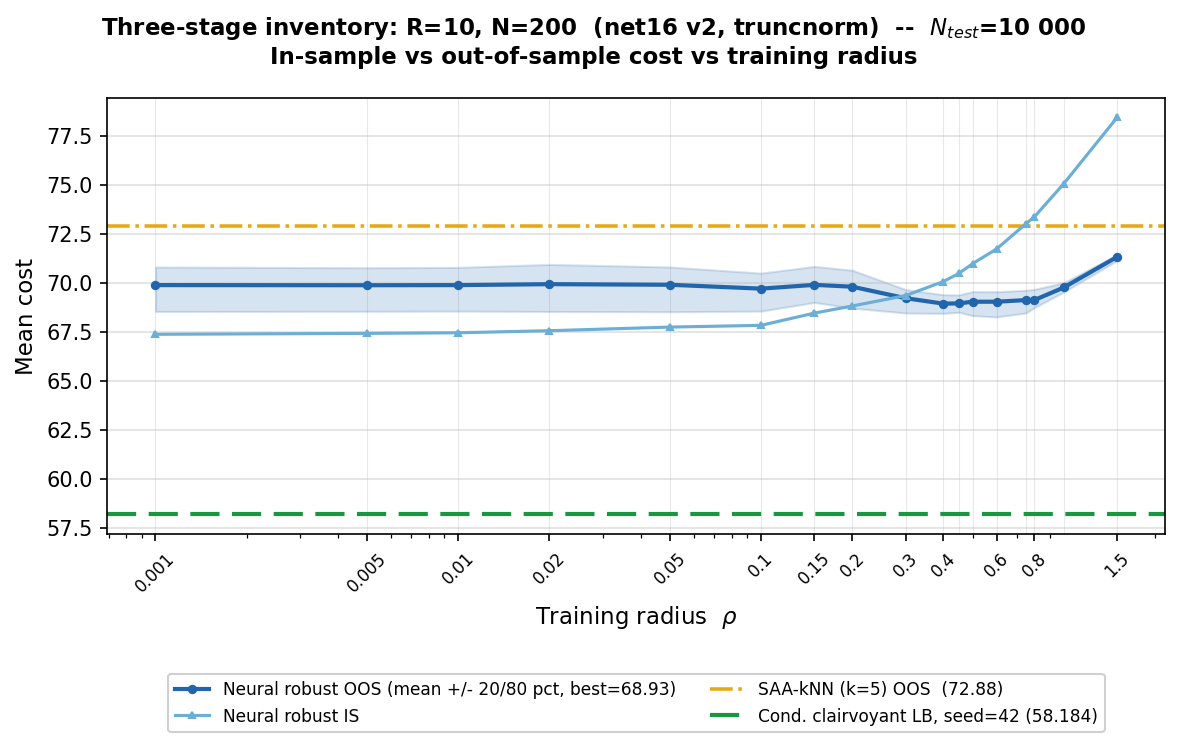 Three-stage inventory: R=10, N=200  (net16 v2, truncnorm)  --  N_{test}=10 000
In-sample vs out-of-sample cost vs training radius
Mean cost
77.5
75.0
72.5
70.0
67.5
65.0
62.5
60.0
57.5
0.001
0.005
0.01
0.02
0.05
0.1
0.15
0.2
0.3
0.4
0.6
0.8
1.5
Training radius  ρ
Neural robust OOS (mean +/- 20/80 pct, best=68.93)
Neural robust IS
SAA-kNN (k=5) OOS  (72.88)
Cond. clairvoyant LB, seed=42 (58.184)